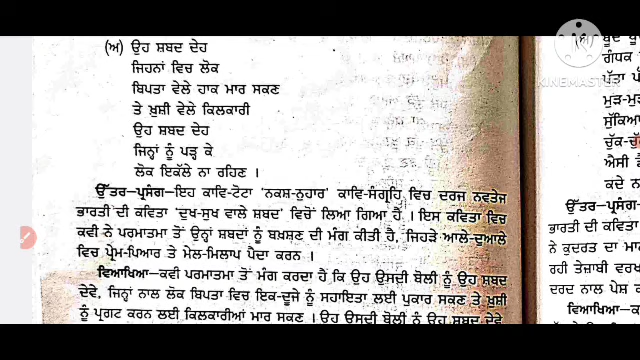 (ਅ) ਉਹ ਸ਼ਬਦ ਦੇਹ
ਜਿਹਨਾਂ ਵਿਚ ਲੋਕ
ਬਿਪਤਾ ਵੇਲੇ ਹਾਕ ਮਾਰ ਸਕਣ
ਤੇ ਖ਼ੁਸ਼ੀ ਵੇਲੇ ਕਿਲਕਾਰੀ
ਉਹ ਸ਼ਬਦ ਦੇਹ
ਜਿਨ੍ਹਾਂ ਨੂੰ ਪੜ੍ਹ ਕੇ
ਲੋਕ ਇਕੱਲੇ ਨਾ ਰਹਿਣ ।
ਉੱਤਰ-ਪ੍ਰਸੰਗ—ਇਹ ਕਾਵਿ-ਟੋਟਾ 'ਨਕਸ਼-ਨੁਹਾਰ' ਕਾਵਿ-ਸੰਗ੍ਰਹਿ ਵਿਚ ਦਰਜ ਨਵਤੇਜ
ਭਾਰਤੀ ਦੀ ਕਵਿਤਾ 'ਦੁਖ-ਸੁਖ ਵਾਲੇ ਸ਼ਬਦ' ਵਿਚੋਂ ਲਿਆ ਗਿਆ ਹੈ । ਇਸ ਕਵਿਤਾ ਵਿਚ
ਕਵੀ ਨੇ ਪਰਮਾਤਮਾ ਤੋਂ ਉਨ੍ਹਾਂ ਸ਼ਬਦਾਂ ਨੂੰ ਬਖ਼ਸ਼ਣ ਦੀ ਮੰਗ ਕੀਤੀ ਹੈ, ਜਿਹੜੇ ਆਲੇ-ਦੁਆਲੇ
ਵਿਚ ਪ੍ਰੇਮ-ਪਿਆਰ ਤੇ ਮੇਲ-ਮਿਲਾਪ ਪੈਦਾ ਕਰਨ ।
ਵਿਆਖਿਆ—ਕਵੀ ਪਰਮਾਤਮਾ ਤੋਂ ਮੰਗ ਕਰਦਾ ਹੈ ਕਿ ਉਹ ਉਸਦੀ ਬੋਲੀ ਨੂੰ ਉਹ ਸ਼ਬਦ
ਦੇਵੇ, ਜਿਨ੍ਹਾਂ ਨਾਲ ਲੋਕ ਬਿਪਤਾ ਵਿਚ ਇਕ-ਦੂਜੇ ਨੂੰ ਸਹਾਇਤਾ ਲਈ ਪੁਕਾਰ ਸਕਣ ਤੇ ਖ਼ੁਸ਼ੀ
ਨੂੰ ਪ੍ਰਗਟ ਕਰਨ ਲਈ ਕਿਲਕਾਰੀਆਂ ਮਾਰ ਸਕਣ । ਉਹ ਉਸਦੀ ਬੋਲੀ ਨੂੰ ਉਹ ਸ਼ਬਦ ਦੇਵੇ,
KINEMASTER
ਗੰਧਕ
ਪੱਤਾ
ਮੁੜ-ਮੁੜ
ਸੁੱਕਿਆ
ਚੁੱਕ-
ਐਸੀ
ਕਦੇ
ਉੱਤਰ-ਪ੍ਰਸੰਗ-
ਭਾਰਤੀ ਦੀ ਕਵਿਤਾ
ਨੇ ਕੁਦਰਤ ਦਾ ਮਾ
ਰਹੀ ਤੇਜ਼ਾਬੀ ਵਰਖ
ਦਰਦ ਨਾਲ ਪੇਸ਼ ਕ
ਵਿਆਖਿਆ—ਕ